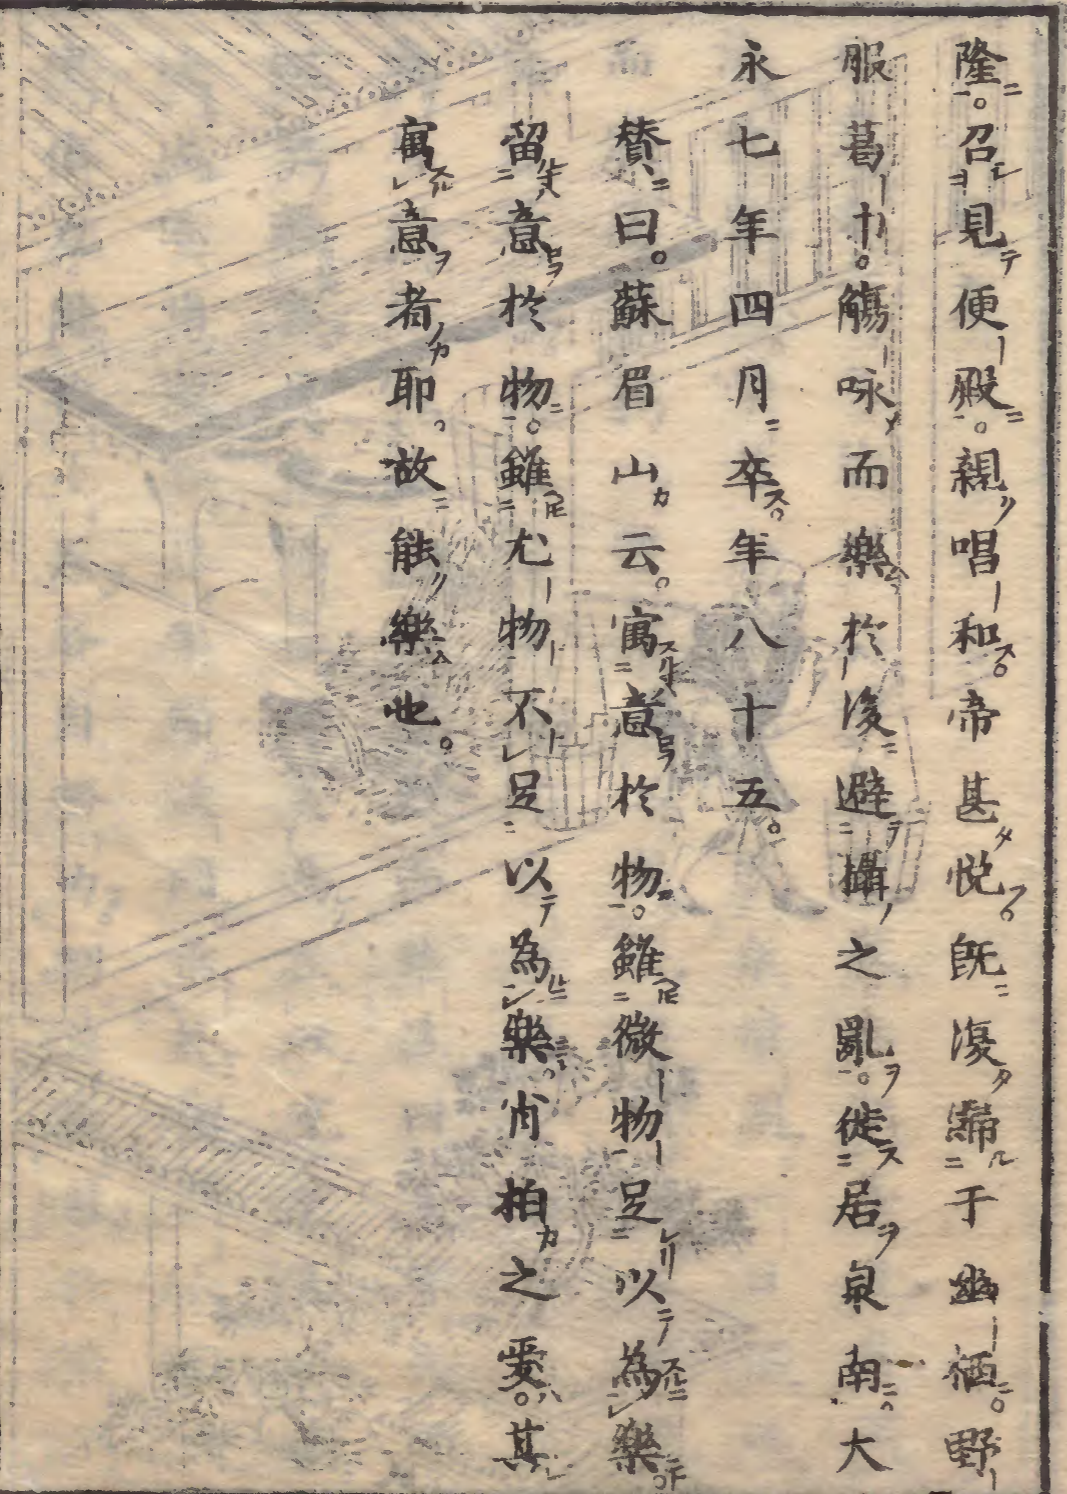 隆。召見便殿。親唱和。帝甚悦。既復歸于幽栖。野
服葛巾。觴咏而樂於後避攝之亂。徙居泉南。大
永七年四月卒。年八十五。
賛曰。蘇眉山云。寓意於物。雖微物足以為樂。
留意於物。雖尤物不足以為樂。肖柏之愛。其
寓意者耶。故能樂也。